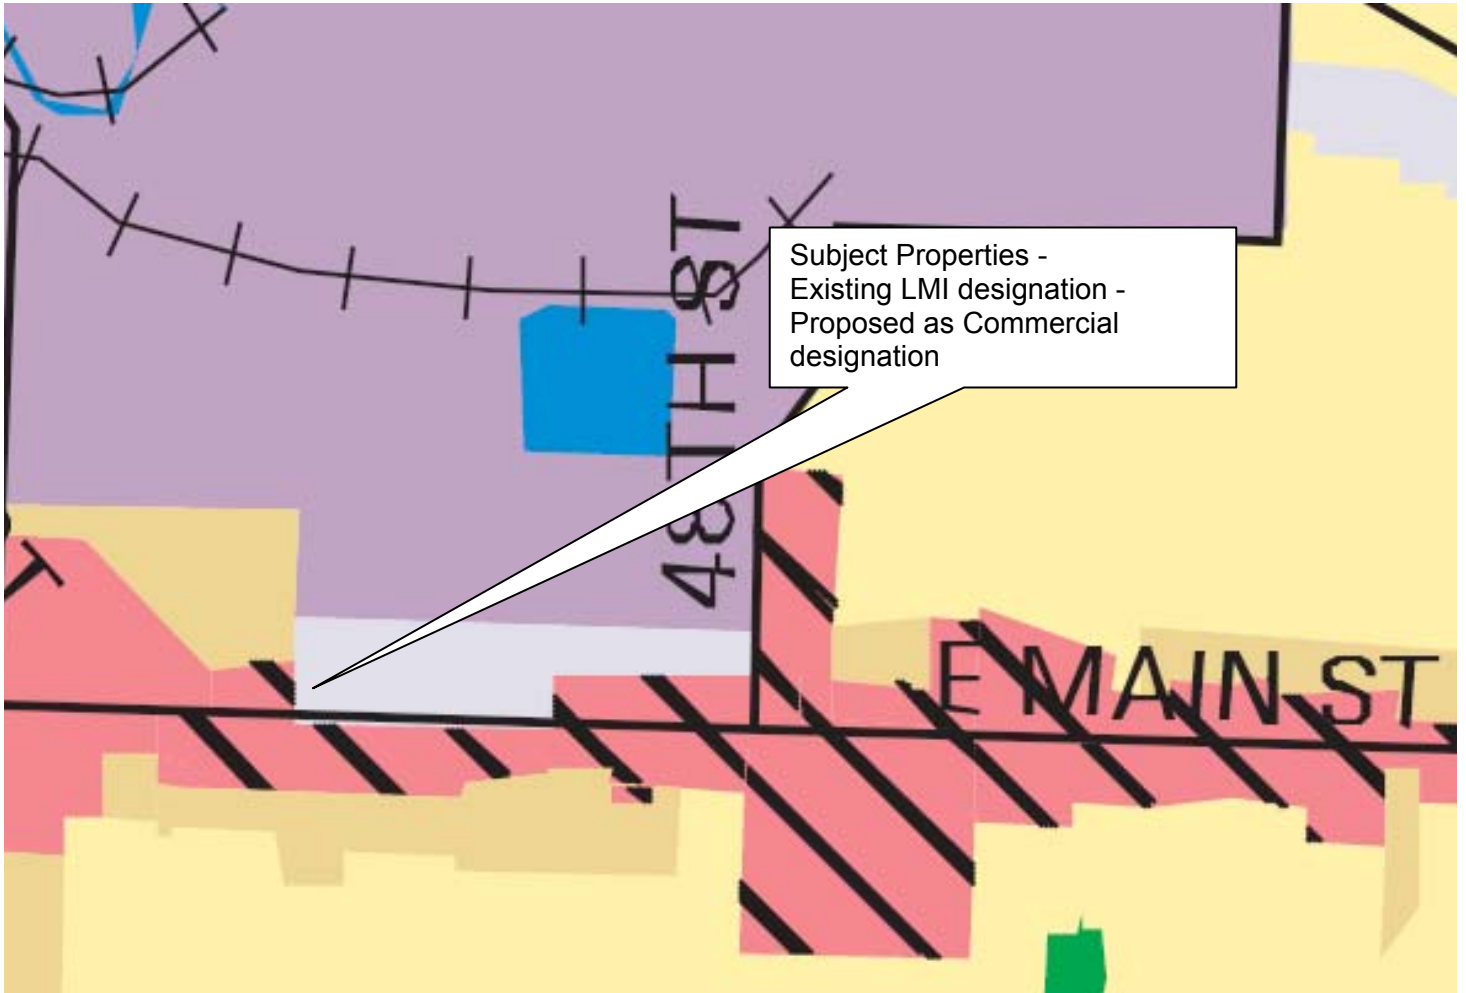 48TH ST
Subject Properties -
Existing LMI designation -
Proposed as Commercial
designation
T
E MAIN ST